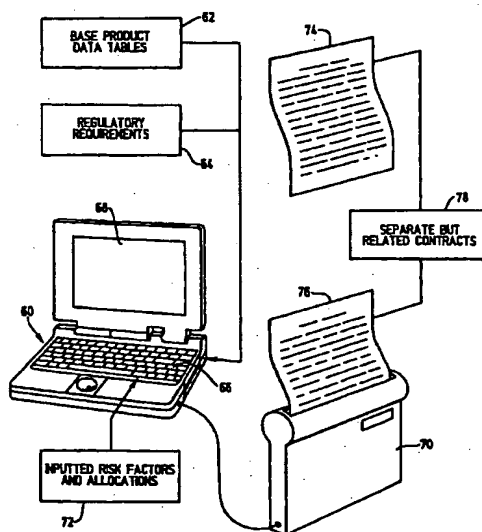 62
BASE PRODUCT
DATA TABLES
74
REGULATORY
REQUIREMENTS
64
68
78
SEPARATE BUT
RELATED CONTRACTS
76
60
66
70
INPUTTED RISK FACTORS
AND ALLOCATIONS
72